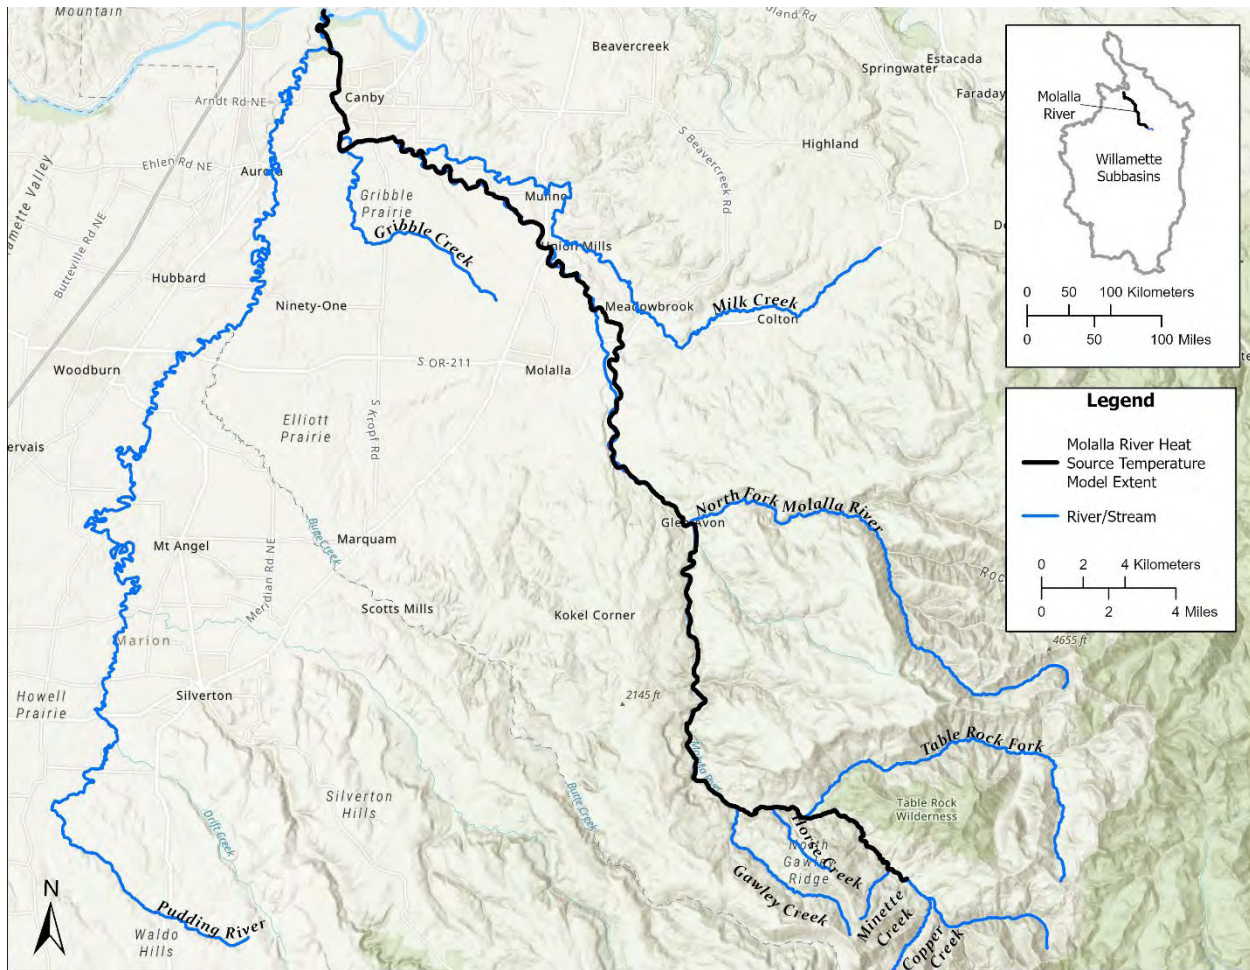 Mountain
Beavercreek
Springwater
Estacada
Faraday
Arndt Rd NE
Canby
S Beavercreek Rd
Highland
Ehlen Rd NE
Aurora
Gribble
Prairie
Mulino
Gribble Creek
Union Mills
Butteville Rd NE
Hubbard
Ninety-One
Meadowbrook
Milk Creek
Colton
S OR-211
Woodburn
Molalla
Elliott
Prairie
S Kropf Rd
North Fork Molalla River
Butte Creek
Mt Angel
Marquam
Meridian Rd NE
Scotts Mills
Kokel Corner
Marion
4655 ft
Howell
Prairie
Silverton
2145 ft
Table Rock Fork
Silverton
Hills
Butte Creek
Drift Creek
Table Rock
Wilderness
Horse Creek
North
Gawley
Ridge
Gawley Creek
Minette
Creek
Copper
Creek
Pudding River
Waldo
Hills
N
Molalla
River
Willamette
Subbasins
0 50 100 Kilometers
0 50 100 Miles
Legend
Molalla River Heat
Source Temperature
Model Extent
River/Stream
0 2 4 Kilometers
0 2 4 Miles